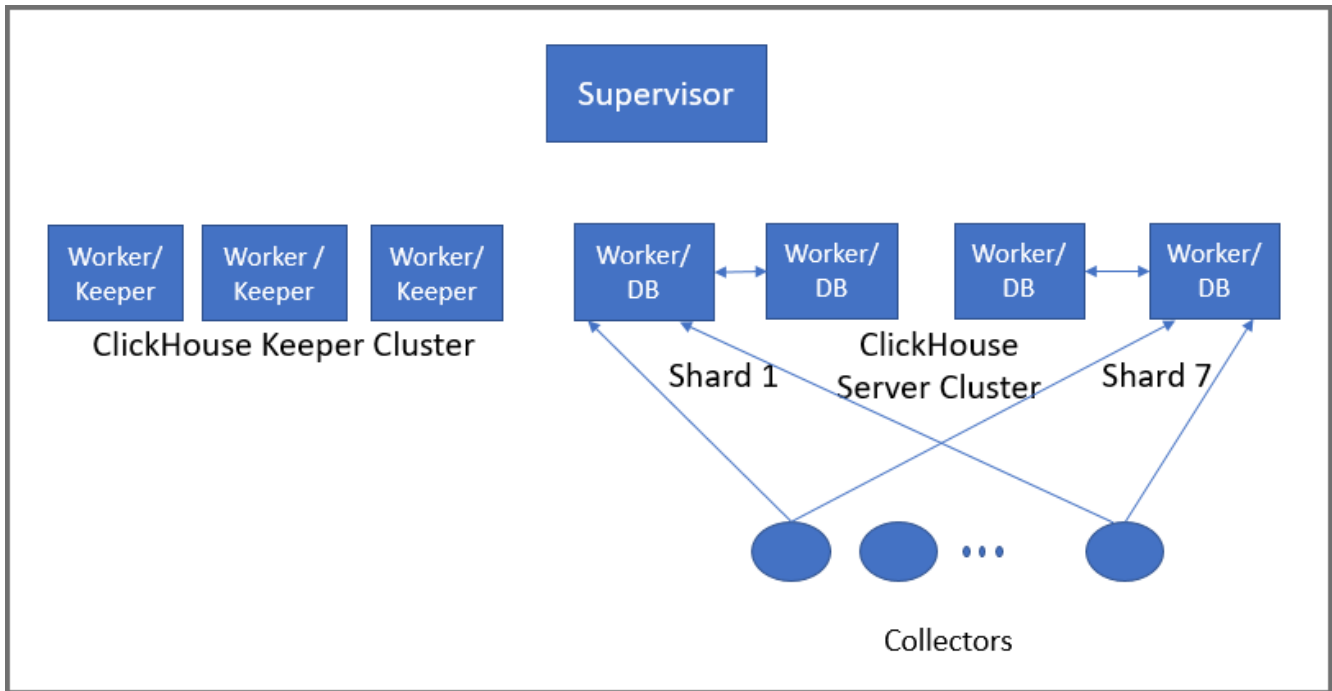 Supervisor
Worker/
Keeper
Worker /
Keeper
Worker/
Keeper
ClickHouse Keeper Cluster
Worker/
DB
Worker/
DB
Worker/
DB
Worker/
DB
Shard 1
ClickHouse
Server Cluster
Shard 7
Collectors